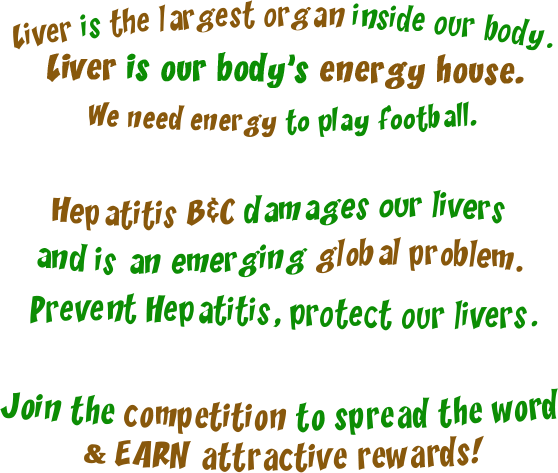 Liver is the largest organ inside our body.
Liver is our body's energy house.
We need energy to play football.
Hepatitis B&C damages our livers
and is an emerging global problem.
Prevent Hepatitis, protect our livers.
Join the competition to spread the word
& EARN attractive rewards!